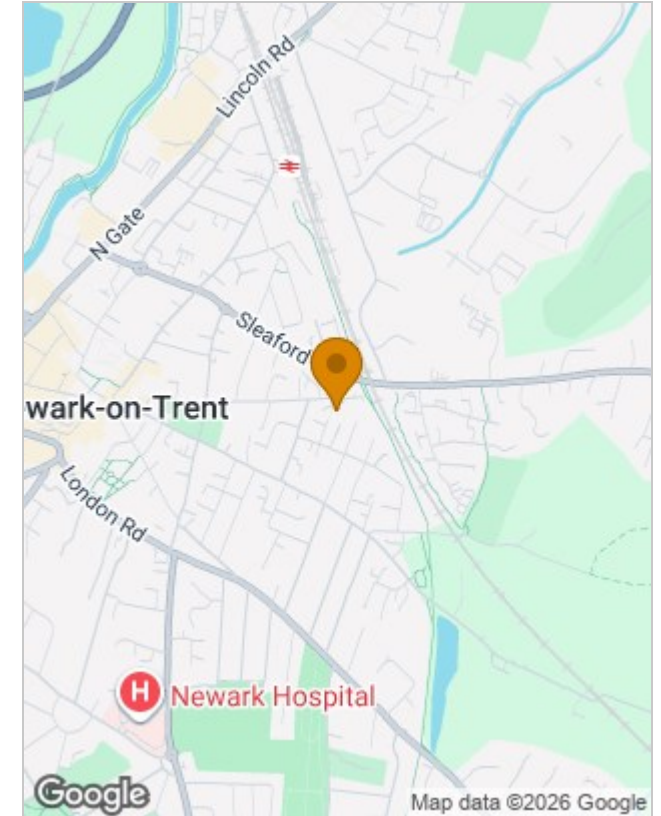 Lincoln Rd
N Gate
Sleaford
wark-on-Trent
London Rd
H Newark Hospital
Google
Map data ©2026 Google